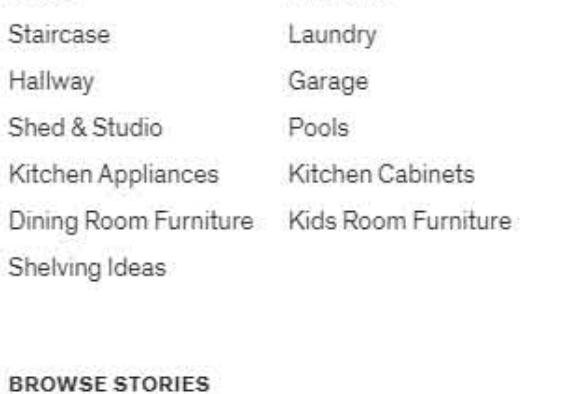 Staircase
Laundry
Hallway
Garage
Shed & Studio
Pools
Kitchen Appliances
Kitchen Cabinets
Dining Room Furniture
Kids Room Furniture
Shelving Ideas
BROWSE STORIES